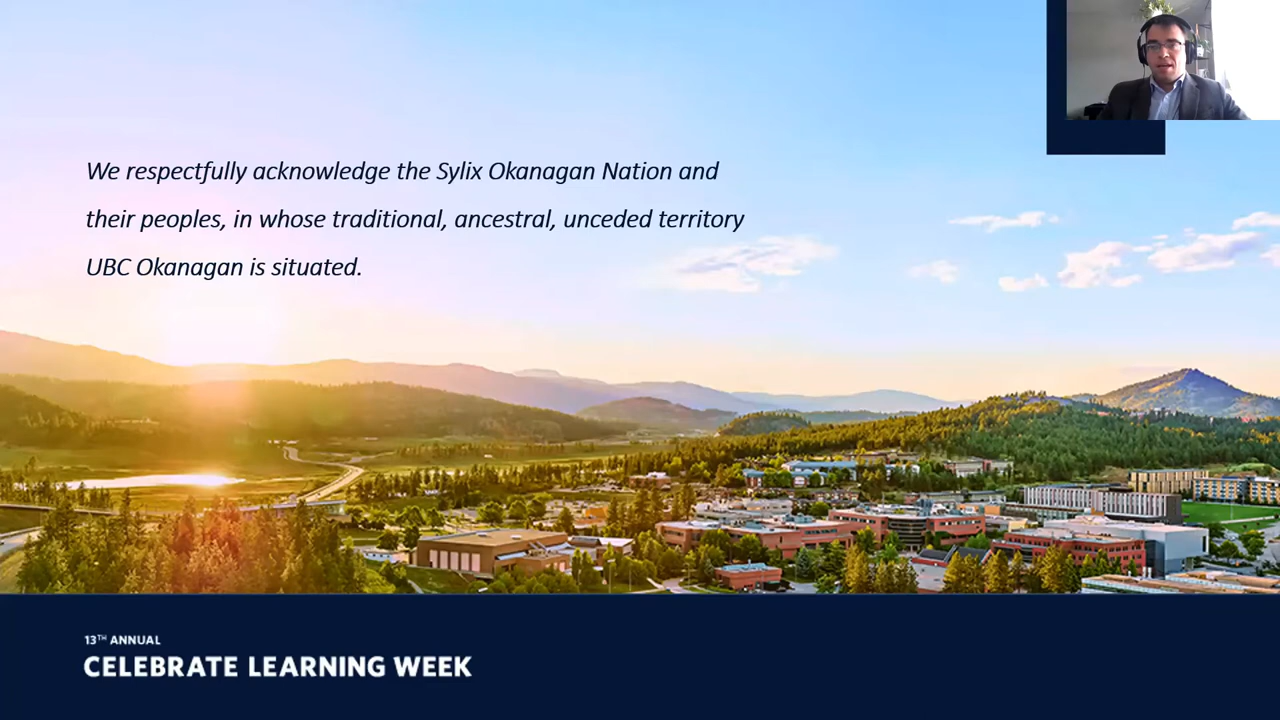 We respectfully acknowledge the Sylix Okanagan Nation and
their peoples, in whose traditional, ancestral, unceded territory
UBC Okanagan is situated.
13TH ANNUAL
CELEBRATE LEARNING WEEK